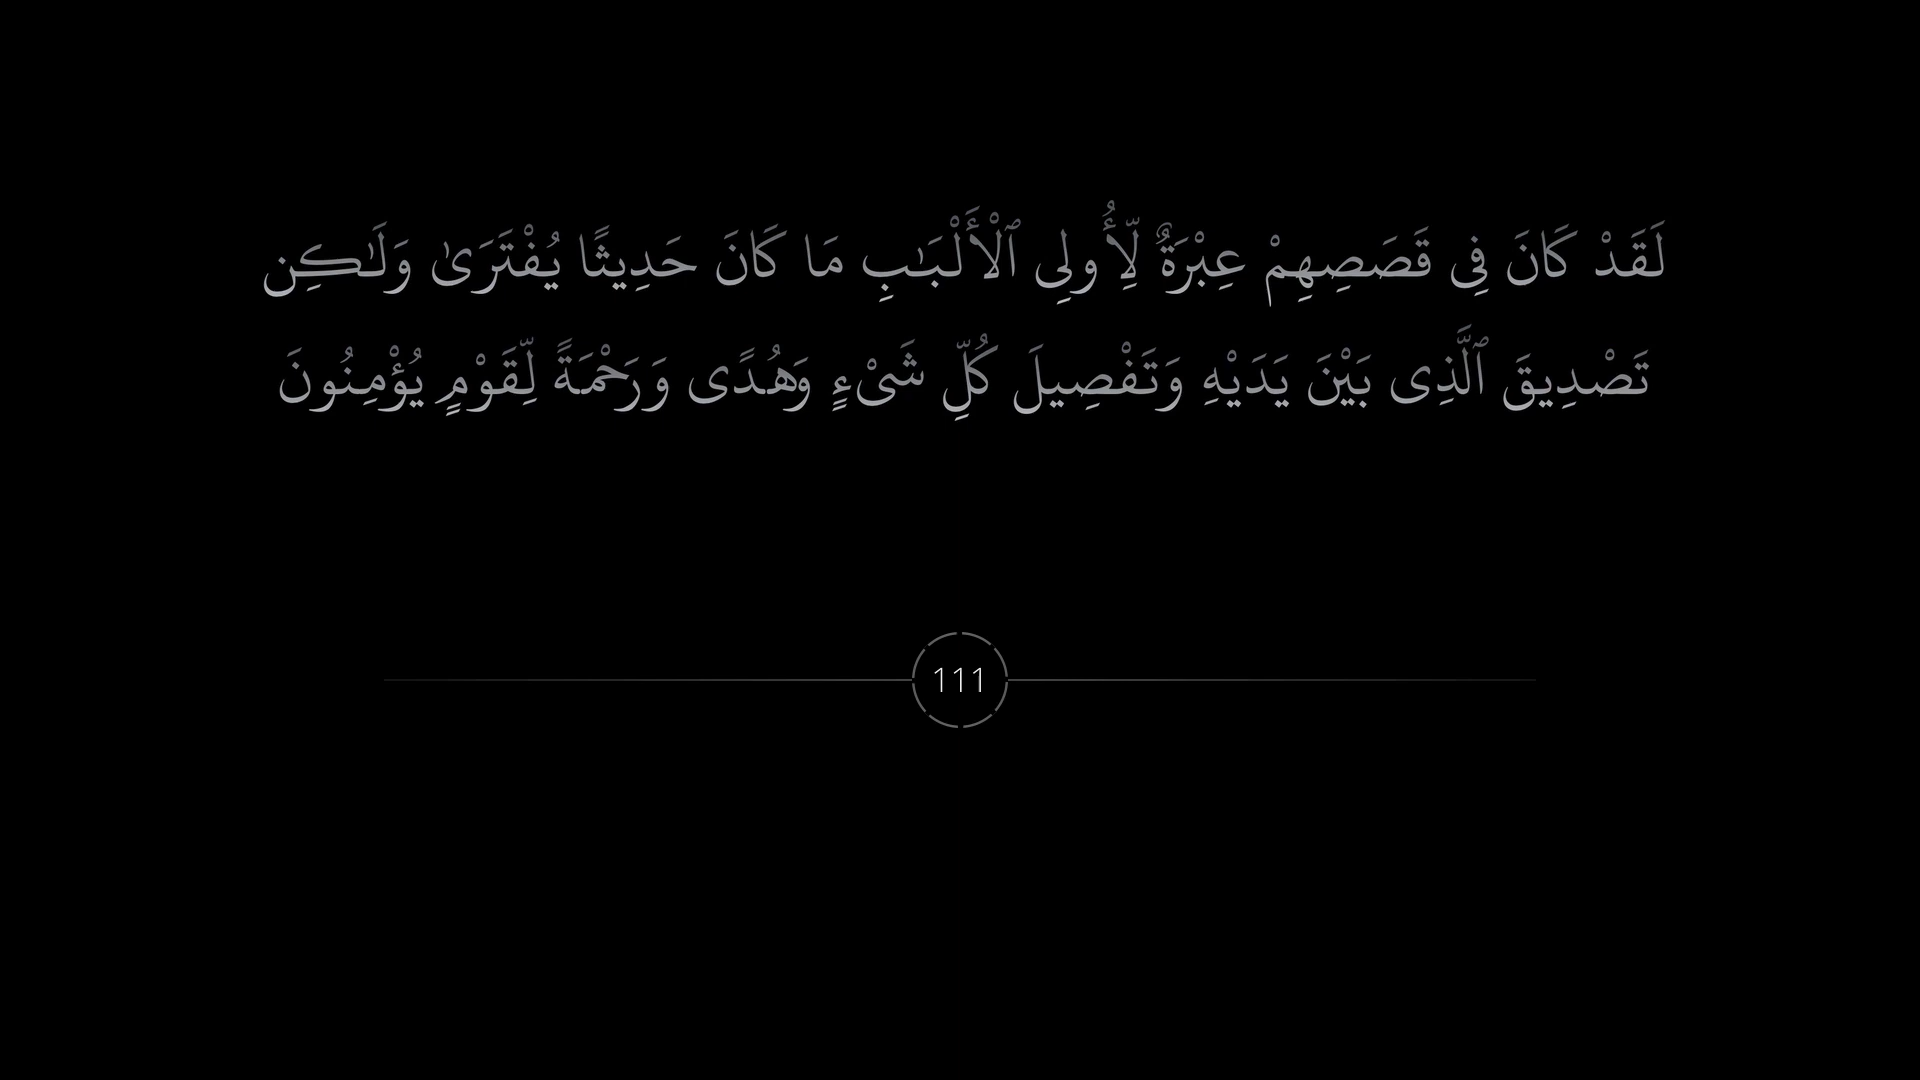 لَقَدْ كَانَ فِى قَصَصِهِمْ عِبْرَةٌ لِّأُولِى ٱلْأَلْبَـٰبِ مَا كَانَ حَدِيثًا يُفْتَرَىٰ وَلَـٰكِن
تَصْدِيقَ ٱلَّذِى بَيْنَ يَدَيْهِ وَتَفْصِيلَ كُلِّ شَىْءٍ وَهُدًى وَرَحْمَةً لِّقَوْمٍ يُؤْمِنُونَ
111